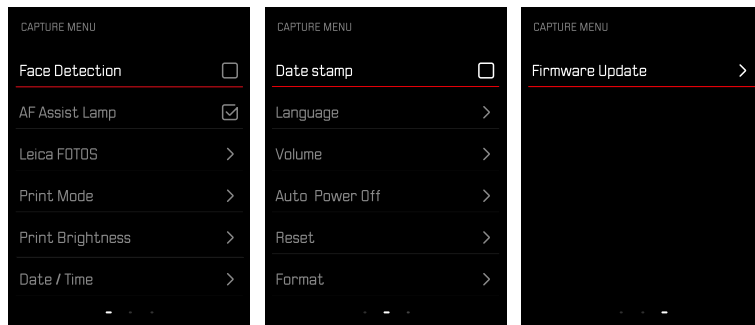 CAPTURE MENU
Face Detection
AF Assist Lamp
Leica FOTOS
Print Mode
Print Brightness
Date / Time
CAPTURE MENU
Date stamp
Language
Volume
Auto Power Off
Reset
Format
CAPTURE MENU
Firmware Update